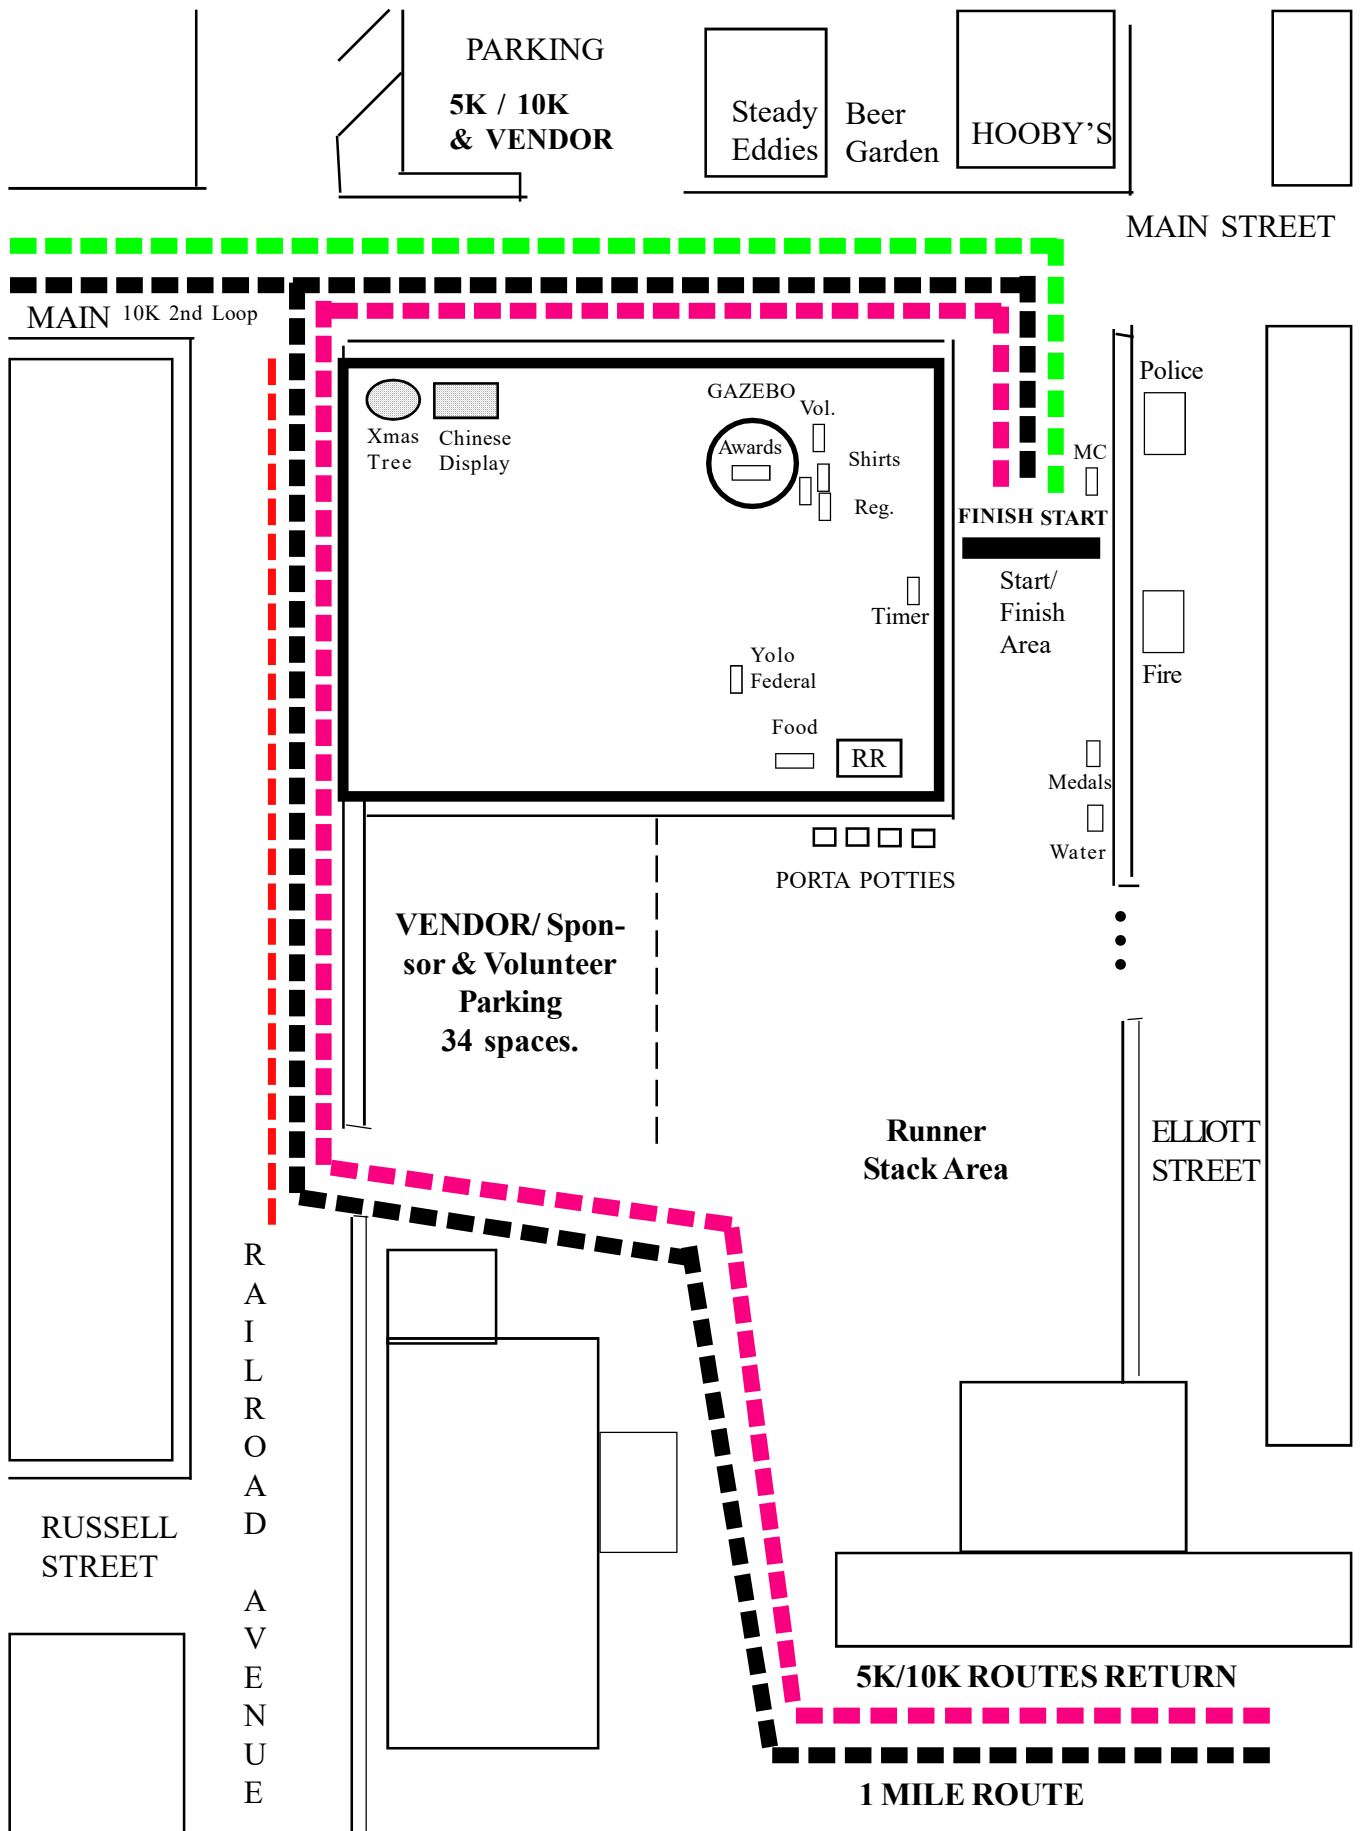 PARKING
5K / 10K
& VENDOR
Steady
Eddies
Beer
Garden
HOOBY'S
MAIN STREET
MAIN
10K 2nd Loop
Xmas
Tree
Chinese
Display
GAZEBO
Vol.
Awards
Shirts
Reg.
Police
MC
FINISH START
Start/
Finish
Area
Timer
Yolo
Federal
Fire
Food
RR
Medals
Water
PORTA POTTIES
VENDOR/ Spon-
sor & Volunteer
Parking
34 spaces.
Runner
Stack Area
ELLIOTT
STREET
R
A
I
L
R
O
A
D
A
V
E
N
U
E
RUSSELL
STREET
5K/10K ROUTES RETURN
1 MILE ROUTE